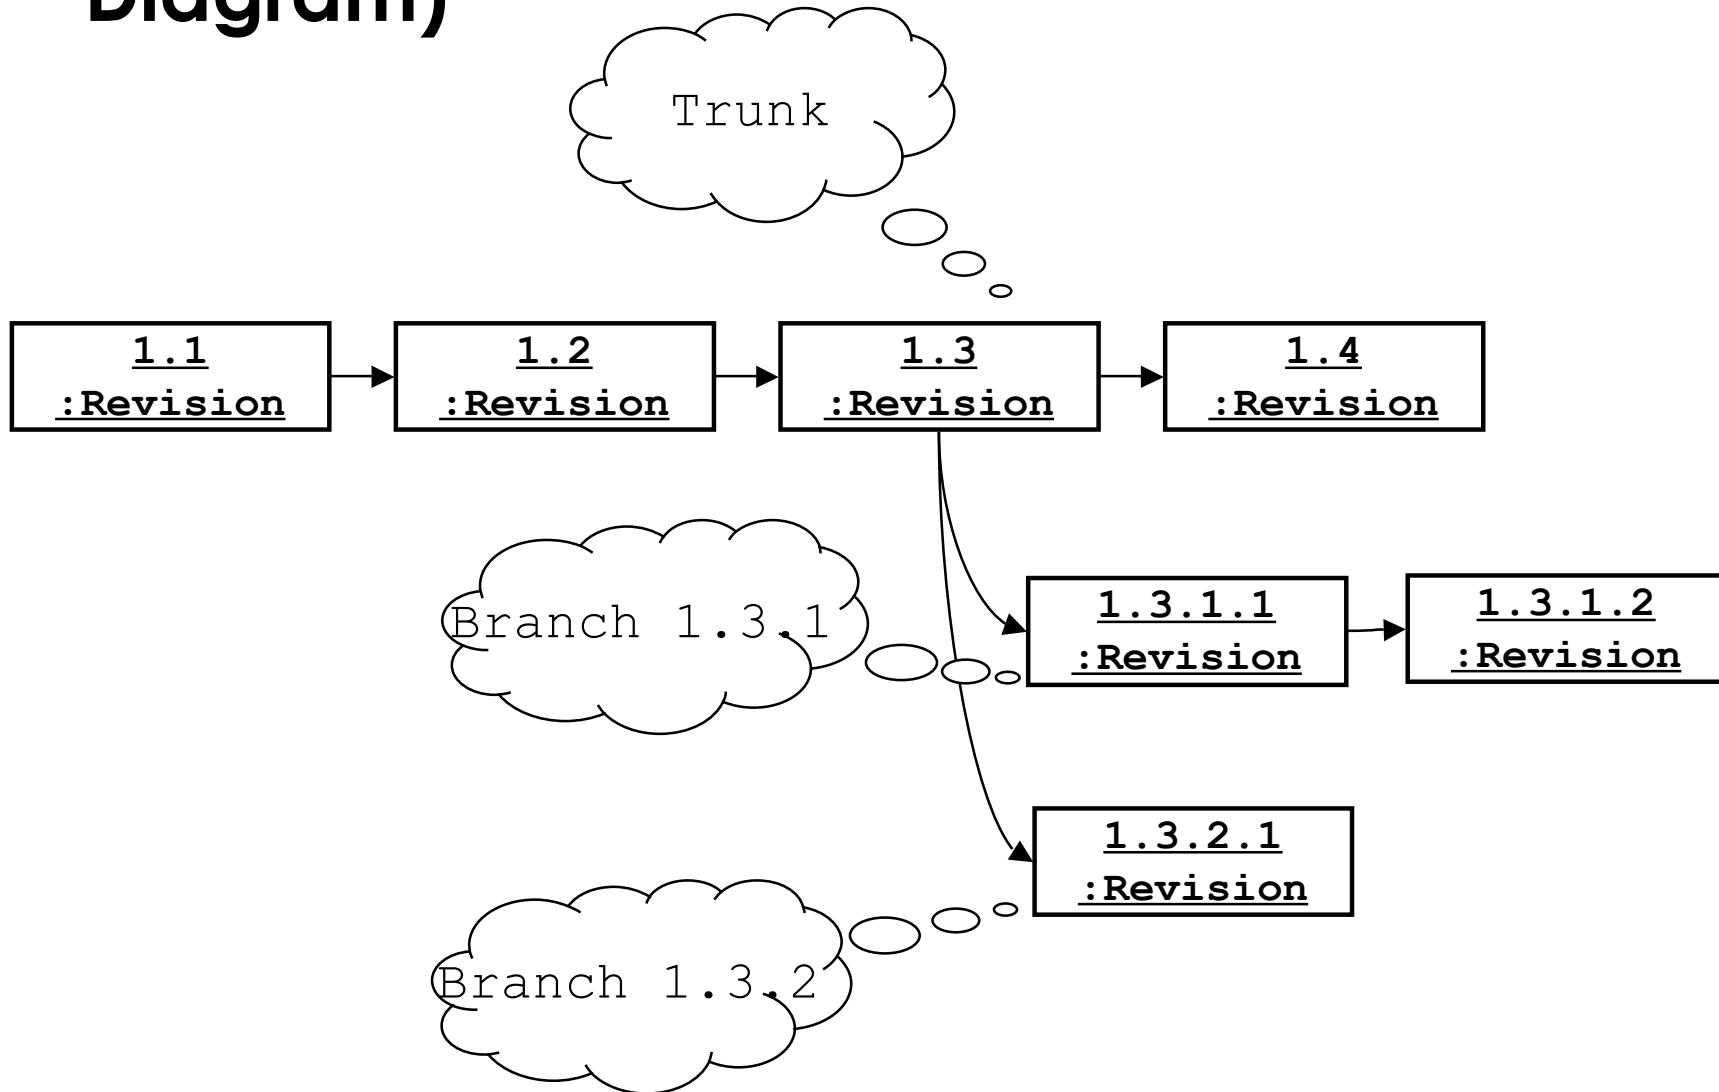 Diagram)
Trunk
1.1
:Revision
1.2
:Revision
1.3
:Revision
1.4
:Revision
Branch 1.3.1
1.3.1.1
:Revision
1.3.1.2
:Revision
1.3.2.1
:Revision
Branch 1.3.2